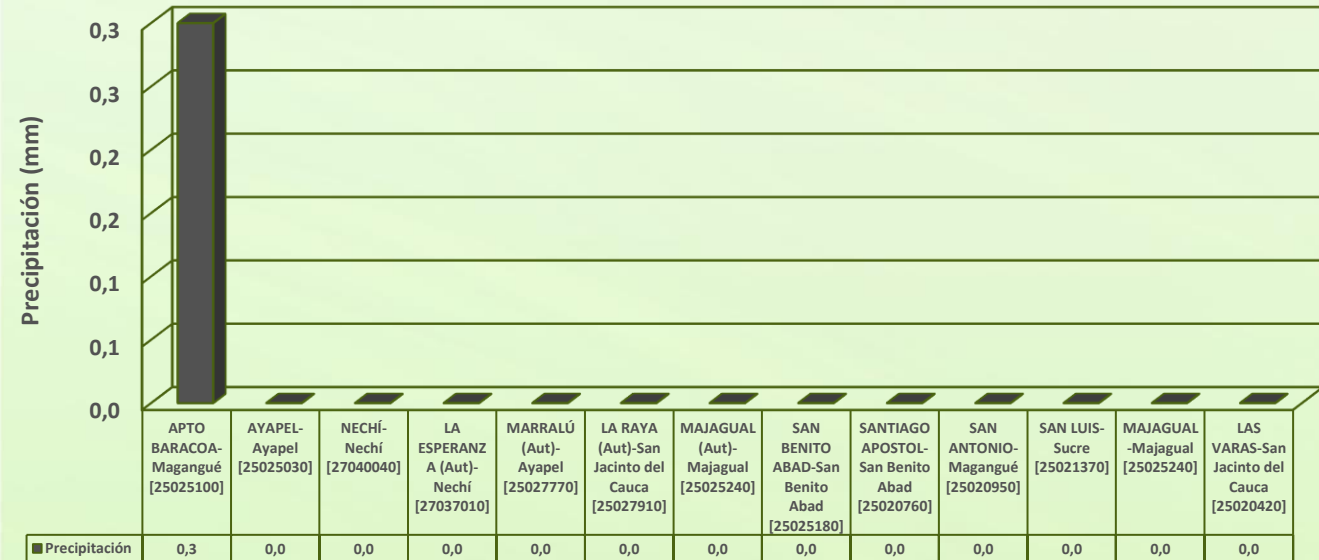 Precipitación (mm)
0,3
0,3
0,2
0,2
0,1
0,1
0,0
APTO
BARACOA-
Magangué
[25025100]
AYAPEL-
Ayapel
[25025030]
NECHÍ-
Nechí
[27040040]
LA
ESPERANZ
A (Aut)-
Nechí
[27037010]
MARRALÚ
(Aut)-
Ayapel
[25027770]
LA RAYA
(Aut)-San
Jacinto del
Cauca
[25027910]
MAJAGUAL
(Aut)-
Majagual
[25025240]
SAN
BENITO
ABAD-San
Benito
Abad
[25025180]
SANTIAGO
APOSTOL-
San Benito
Abad
[25020760]
SAN
ANTONIO-
Magangué
[25020950]
SAN LUIS-
Sucre
[25021370]
MAJAGUAL
-Majagual
[25025240]
LAS
VARAS-San
Jacinto del
Cauca
[25020420]
Precipitación 0,3 0,0 0,0 0,0 0,0 0,0 0,0 0,0 0,0 0,0 0,0 0,0 0,0